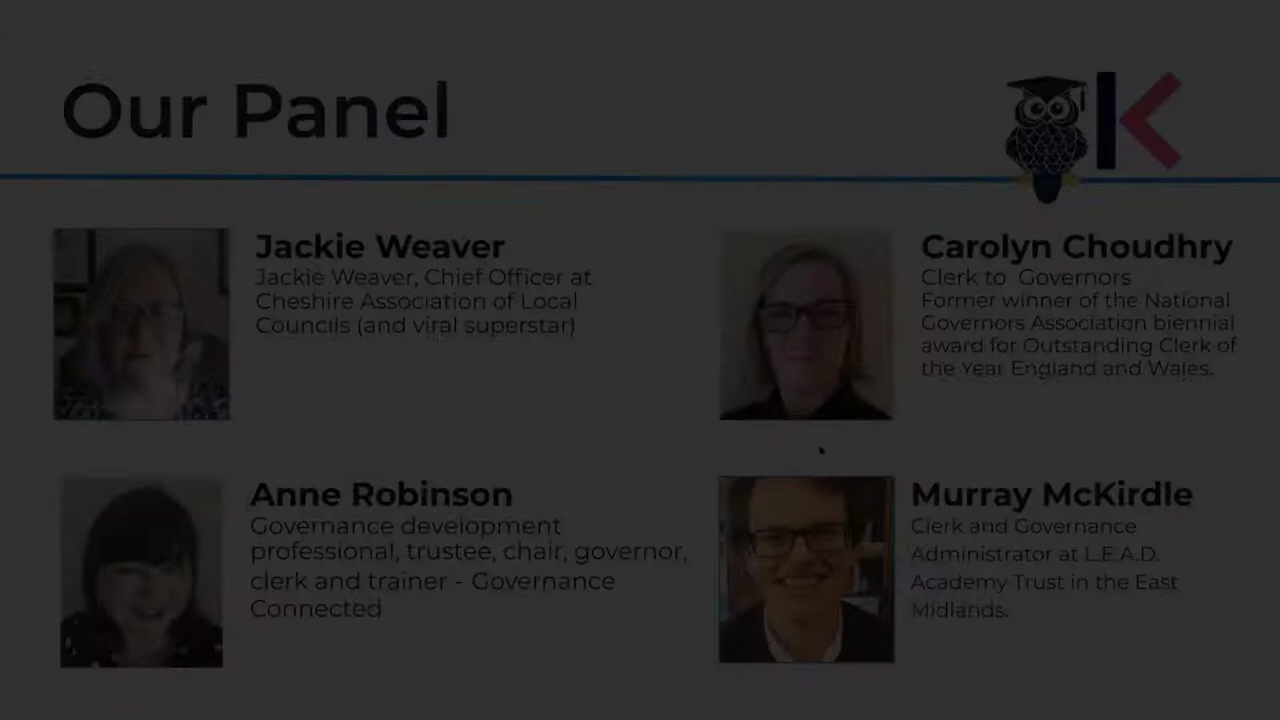 Our Panel
K
Jackie Weaver
Jackie Weaver, Chief Officer at
Cheshire Association of Local
Councils (and viral superstar)
Carolyn Choudhry
Clerk to Governors
Former winner of the National
Governors Association biennial
award for Outstanding Clerk of
the Year England and Wales.
Anne Robinson
Governance development
professional, trustee, chair, governor,
clerk and trainer - Governance
Connected
Murray McKirdle
Clerk and Governance
Administrator at L.E.A.D.
Academy Trust in the East
Midlands.